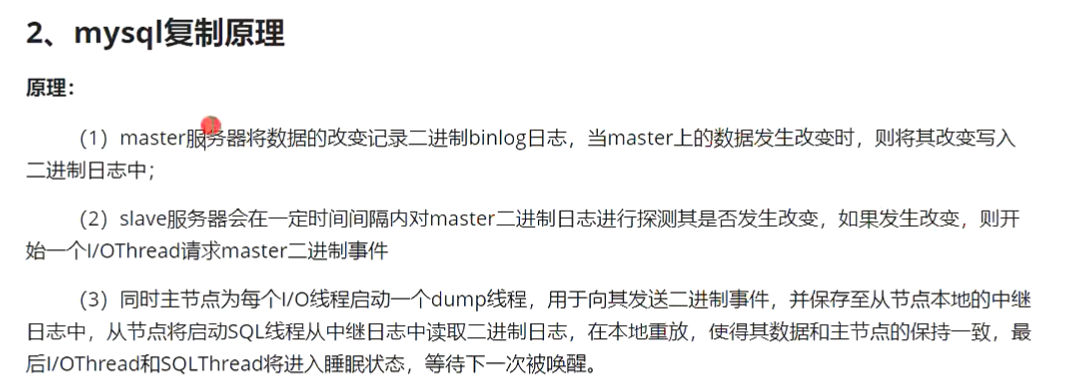 2、mysql复制原理
原理：
（1）master服务器将数据的改变记录二进制binlog日志，当master上的数据发生改变时，则将其改变写入
二进制日志中；
（2）slave服务器会在一定时间间隔内对master二进制日志进行探测其是否发生改变，如果发生改变，则开
始一个I/OThread请求master二进制事件
（3）同时主节点为每个I/O线程启动一个dump线程，用于向其发送二进制事件，并保存至从节点本地的中继
日志中，从节点将启动SQL线程从中继日志中读取二进制日志，在本地重放，使得其数据和主节点的保持一致，最
后I/OThread和SQLThread将进入睡眠状态，等待下一次被唤醒。